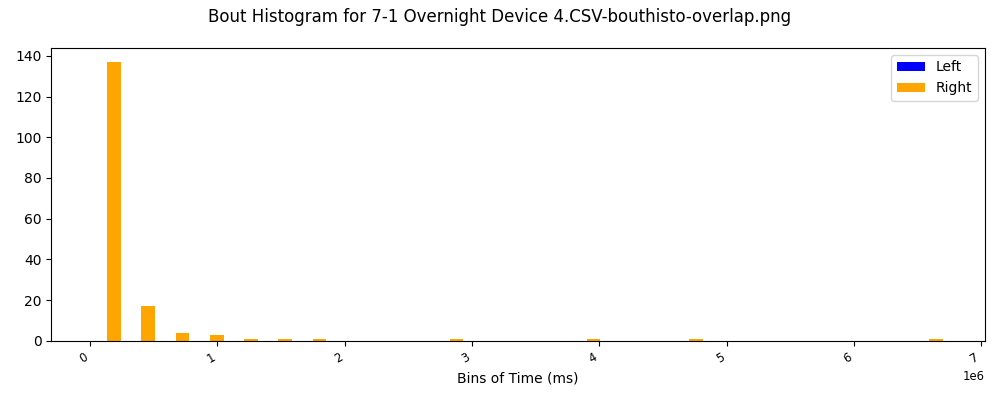 Bout Histogram for 7-1 Overnight Device 4.CSV-bouthisto-overlap.png
Left
Right
140
120
100
80
60
40
20
0
0 1 2 3 4 5 6 7
1e6
Bins of Time (ms)